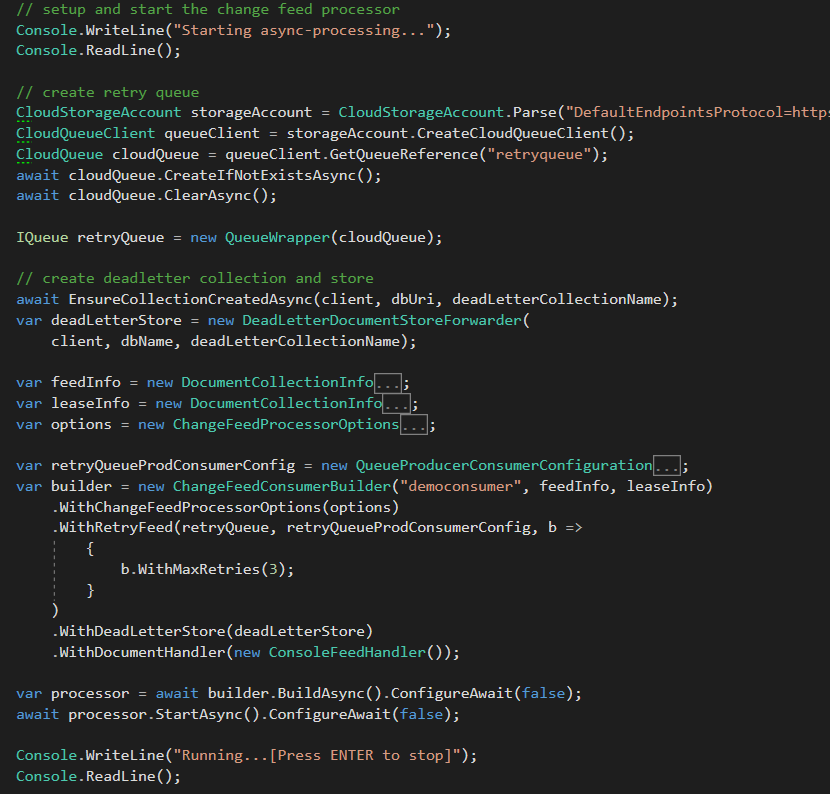 // setup and start the change feed processor
Console.WriteLine("Starting async-processing...");
Console.ReadLine();
// create retry queue
CloudStorageAccount storageAccount = CloudStorageAccount.Parse("DefaultEndpointsProtocol=https
CloudQueueClient queueClient = storageAccount.CreateCloudQueueClient();
CloudQueue cloudQueue = queueClient.GetQueueReference("retryqueue");
await cloudQueue.CreateIfNotExistsAsync();
await cloudQueue.ClearAsync();
IQueue retryQueue = new QueueWrapper(cloudQueue);
// create deadletter collection and store
await EnsureCollectionCreatedAsync(client, dbUri, deadLetterCollectionName);
var deadLetterStore = new DeadLetterDocumentStoreForwarder(
client, dbName, deadLetterCollectionName);
var feedInfo = new DocumentCollectionInfo...;
var leaseInfo = new DocumentCollectionInfo...;
var options = new ChangeFeedProcessorOptions...;
var retryQueueProdConsumerConfig = new QueueProducerConsumerConfiguration...;
var builder = new ChangeFeedConsumerBuilder("democonsumer", feedInfo, leaseInfo)
.WithChangeFeedProcessorOptions(options)
.WithRetryFeed(retryQueue, retryQueueProdConsumerConfig, b =>
{
b.WithMaxRetries(3);
}
)
.WithDeadLetterStore(deadLetterStore)
.WithDocumentHandler(new ConsoleFeedHandler());
var processor = await builder.BuildAsync().ConfigureAwait(false);
await processor.StartAsync().ConfigureAwait(false);
Console.WriteLine("Running...[Press ENTER to stop]");
Console.ReadLine();